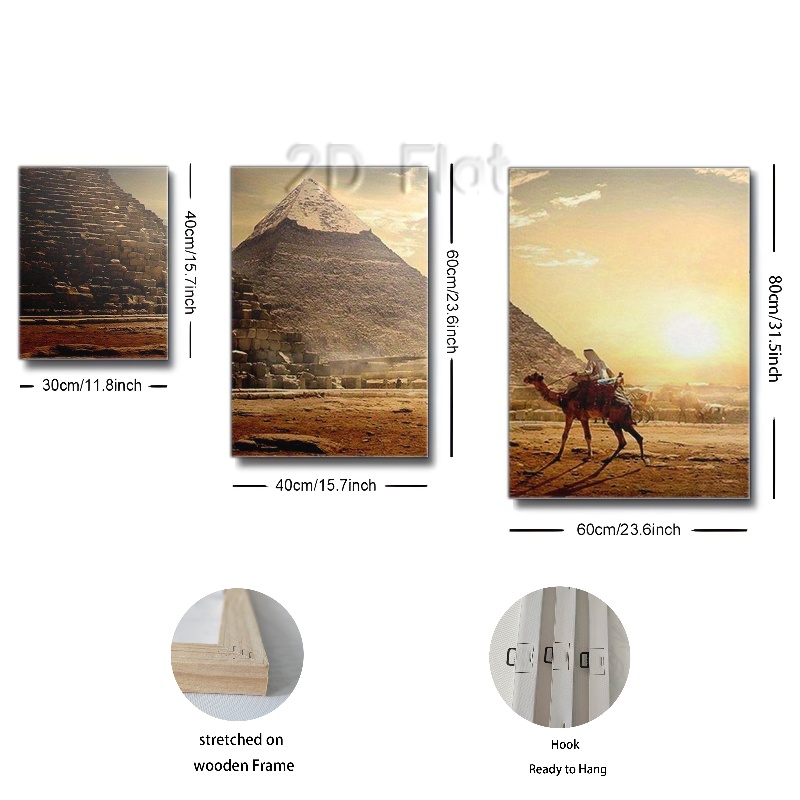 2D Flat
40cm/15.7inch
30cm/11.8inch
60cm/23.6inch
40cm/15.7inch
80cm/31.5inch
60cm/23.6inch
stretched on
wooden Frame
Hook
Ready to Hang